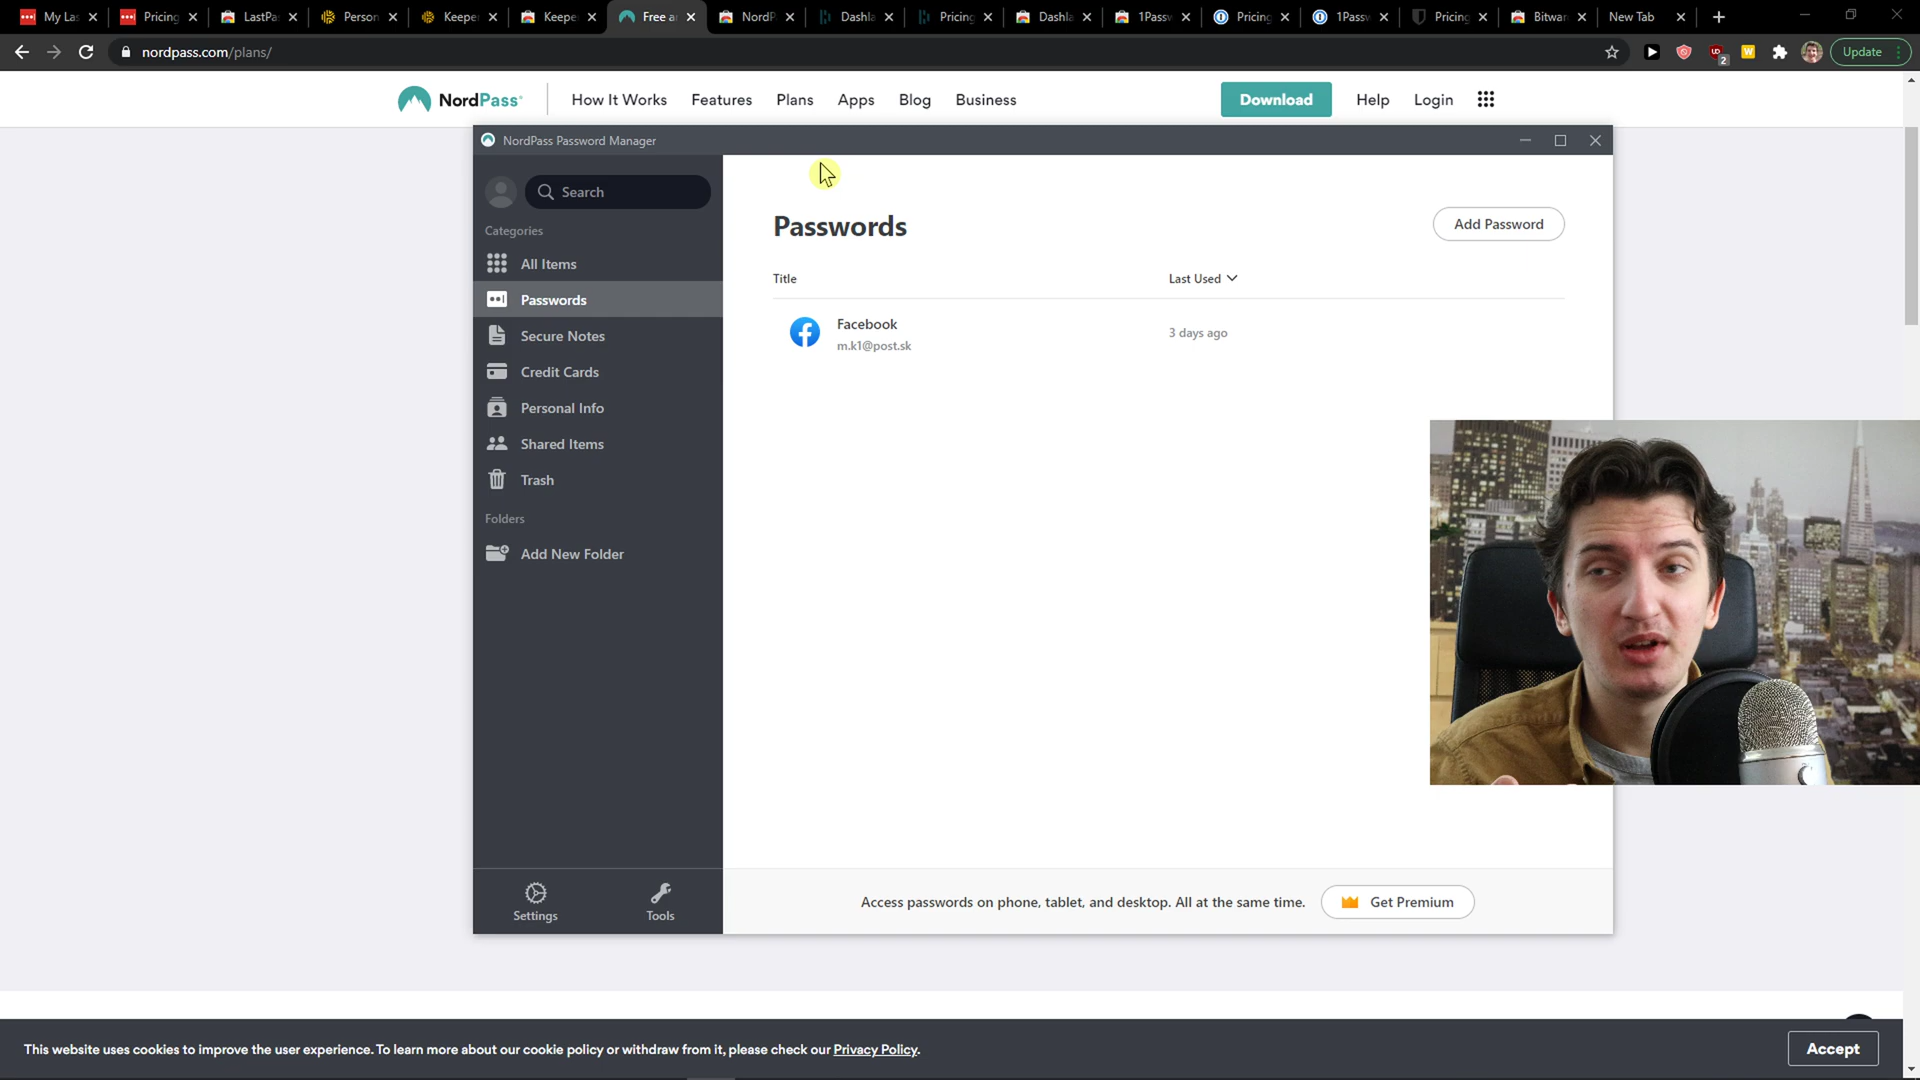 My Las
Pricing
LastPa
Person
Keeper
Keepe
Free a
NordP
Dashla
Pricing
Dashla
1Passw
Pricing
1Passw
Pricing
Bitwar
New Tab
nordpass.com/plans/
2
W
Update
NordPass
How It Works
Features
Plans
Apps
Blog
Business
Download
Help
Login
NordPass Password Manager
Search
Categories
All Items
Passwords
Secure Notes
Credit Cards
Personal Info
Shared Items
Trash
Folders
Add New Folder
Settings
Tools
Passwords
Add Password
Title
Last Used
Facebook
3 days ago
m.k1@post.sk
Access passwords on phone, tablet, and desktop. All at the same time.
Get Premium
This website uses cookies to improve the user experience. To learn more about our cookie policy or withdraw from it, please check our Privacy Policy.
Accept